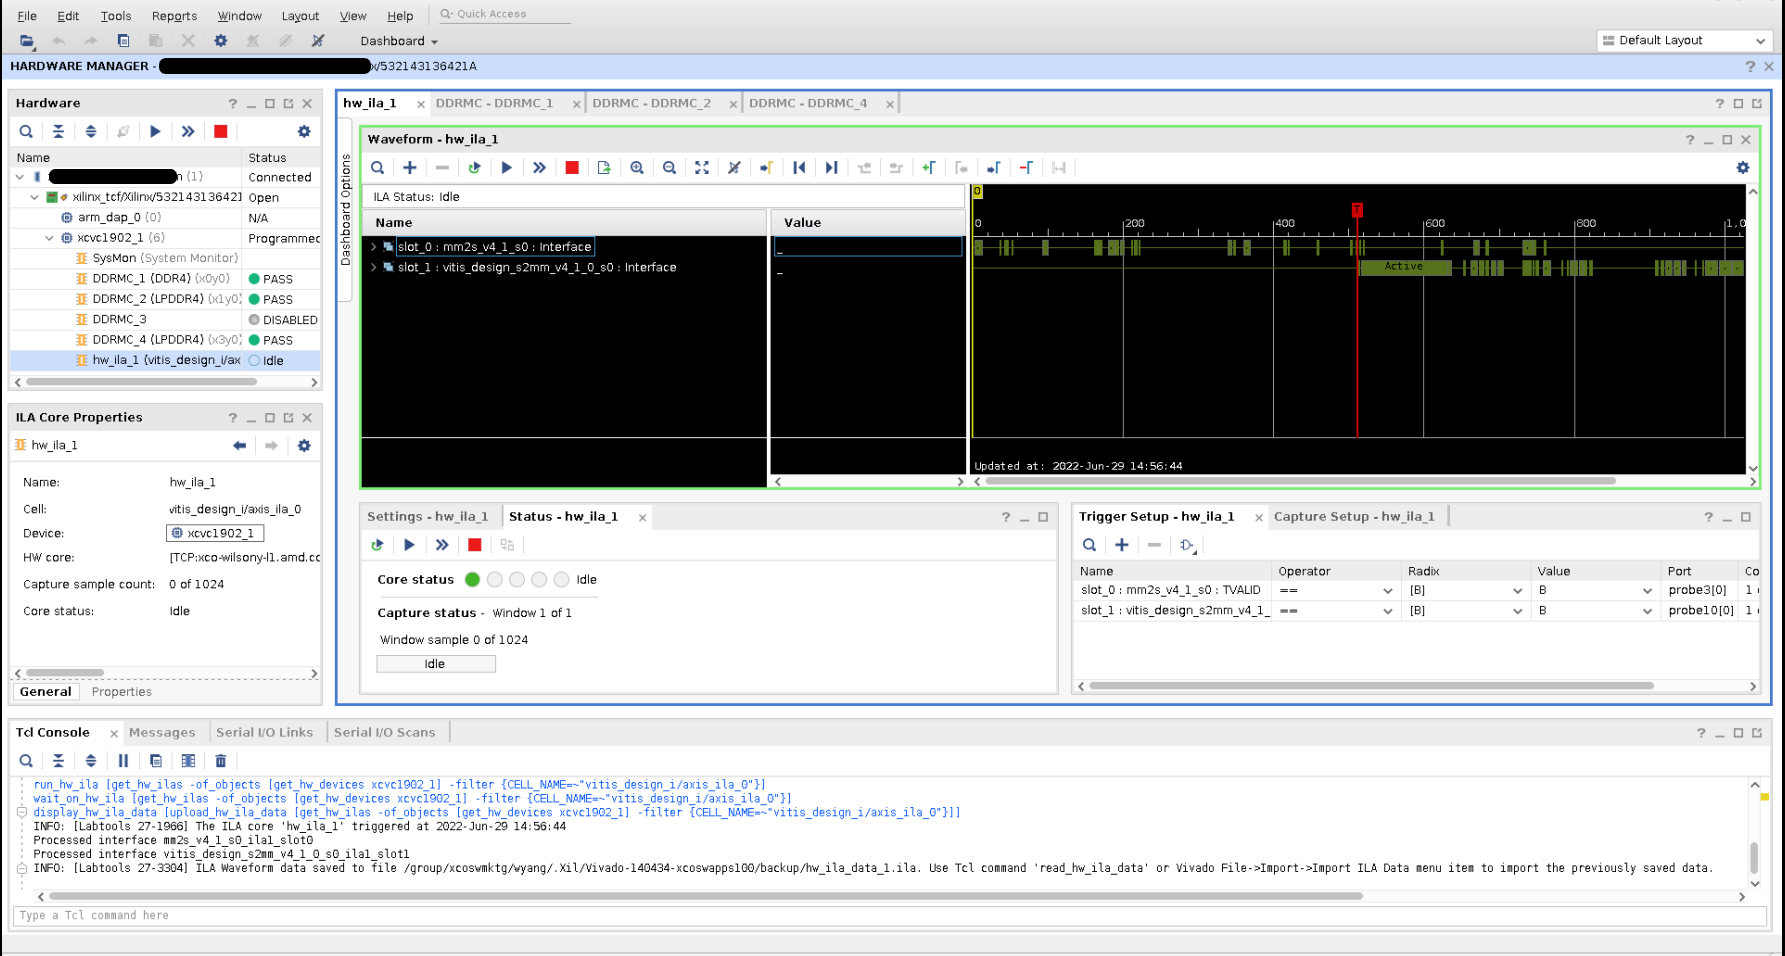 File Edit Tools Reports Window Layout View Help Quick Access
Dashboard Default Layout
HARDWARE MANAGER - x/532143136421A
Hardware
Name Status
n (1) Connected
xilinx_tcf/Xilinx/532143136421 Open
arm_dap_0 (0) N/A
xcvc1902_1 (6) Programmed
SysMon (System Monitor)
DDRMC_1 (DDR4) (x0y0) PASS
DDRMC_2 (LPDDR4) (x1y0) PASS
DDRMC_3 DISABLED
DDRMC_4 (LPDDR4) (x3y0) PASS
hw_ila_1 (vitis_design_i/ax Idle
ILA Core Properties
hw_ila_1
Name: hw_ila_1
Cell: vitis_design_i/axis_ila_0
Device: xcvc1902_1
HW core: [TCP:xco-wilsony-l1.amd.cc
Capture sample count: 0 of 1024
Core status: Idle
General Properties
hw_ila_1 DDRMC - DDRMC_1 DDRMC - DDRMC_2 DDRMC - DDRMC_4
Dashboard Options
Waveform - hw_ila_1
ILA Status: Idle
Name Value
slot_0 : mm2s_v4_1_s0 : Interface _
slot_1 : vitis_design_s2mm_v4_1_0_s0 : Interface _
0
T
0 200 400 600 800 1,0
Active
Updated at: 2022-Jun-29 14:56:44
Settings - hw_ila_1 Status - hw_ila_1
Core status Idle
Capture status - Window 1 of 1
Window sample 0 of 1024
Idle
Trigger Setup - hw_ila_1 Capture Setup - hw_ila_1
Name Operator Radix Value Port Co
slot_0 : mm2s_v4_1_s0 : TVALID == [B] B probe3[0] 1
slot_1 : vitis_design_s2mm_v4_1_ == [B] B probe10[0] 1
Tcl Console Messages Serial I/O Links Serial I/O Scans
run_hw_ila [get_hw_ilas -of_objects [get_hw_devices xcvc1902_1] -filter {CELL_NAME=~"vitis_design_i/axis_ila_0"}]
wait_on_hw_ila [get_hw_ilas -of_objects [get_hw_devices xcvc1902_1] -filter {CELL_NAME=~"vitis_design_i/axis_ila_0"}]
display_hw_ila_data [upload_hw_ila_data [get_hw_ilas -of_objects [get_hw_devices xcvc1902_1] -filter {CELL_NAME=~"vitis_design_i/axis_ila_0"}]]
INFO: [Labtools 27-1966] The ILA core 'hw_ila_1' triggered at 2022-Jun-29 14:56:44
Processed interface mm2s_v4_1_s0_ila1_slot0
Processed interface vitis_design_s2mm_v4_1_0_s0_ila1_slot1
INFO: [Labtools 27-3304] ILA Waveform data saved to file /group/xcoswmktg/wyang/.Xil/Vivado-140434-xcoswapps100/backup/hw_ila_data_1.ila. Use Tcl command 'read_hw_ila_data' or Vivado File->Import->Import ILA Data menu item to import the previously saved data.
Type a Tcl command here